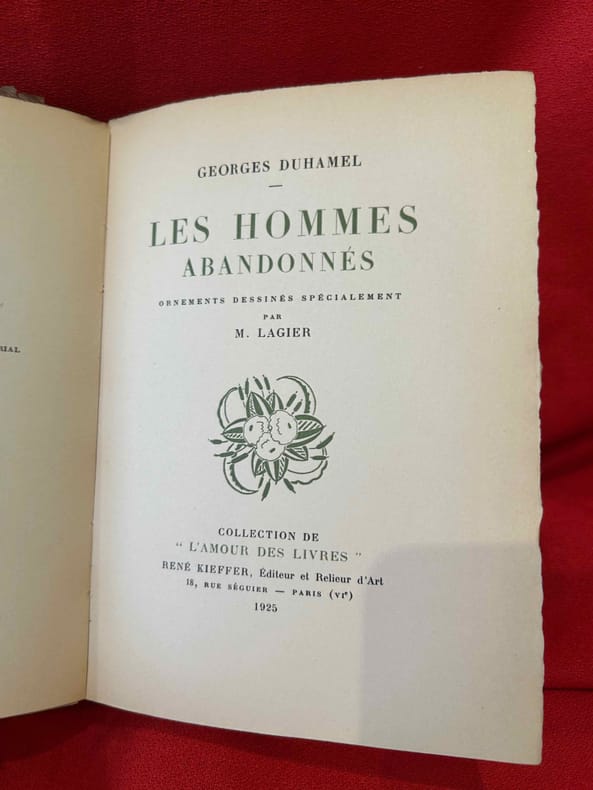 GEORGES DUHAMEL
LES HOMMES
ABANDONNÉS
ORNEMENTS DESSINÉS SPÉCIALEMENT
PAR
M. LAGIER
COLLECTION DE
" L'AMOUR DES LIVRES "
RENÉ KIEFFER, Éditeur et Relieur d'Art
18, RUE SÉGUIER — PARIS (VIe)
1925